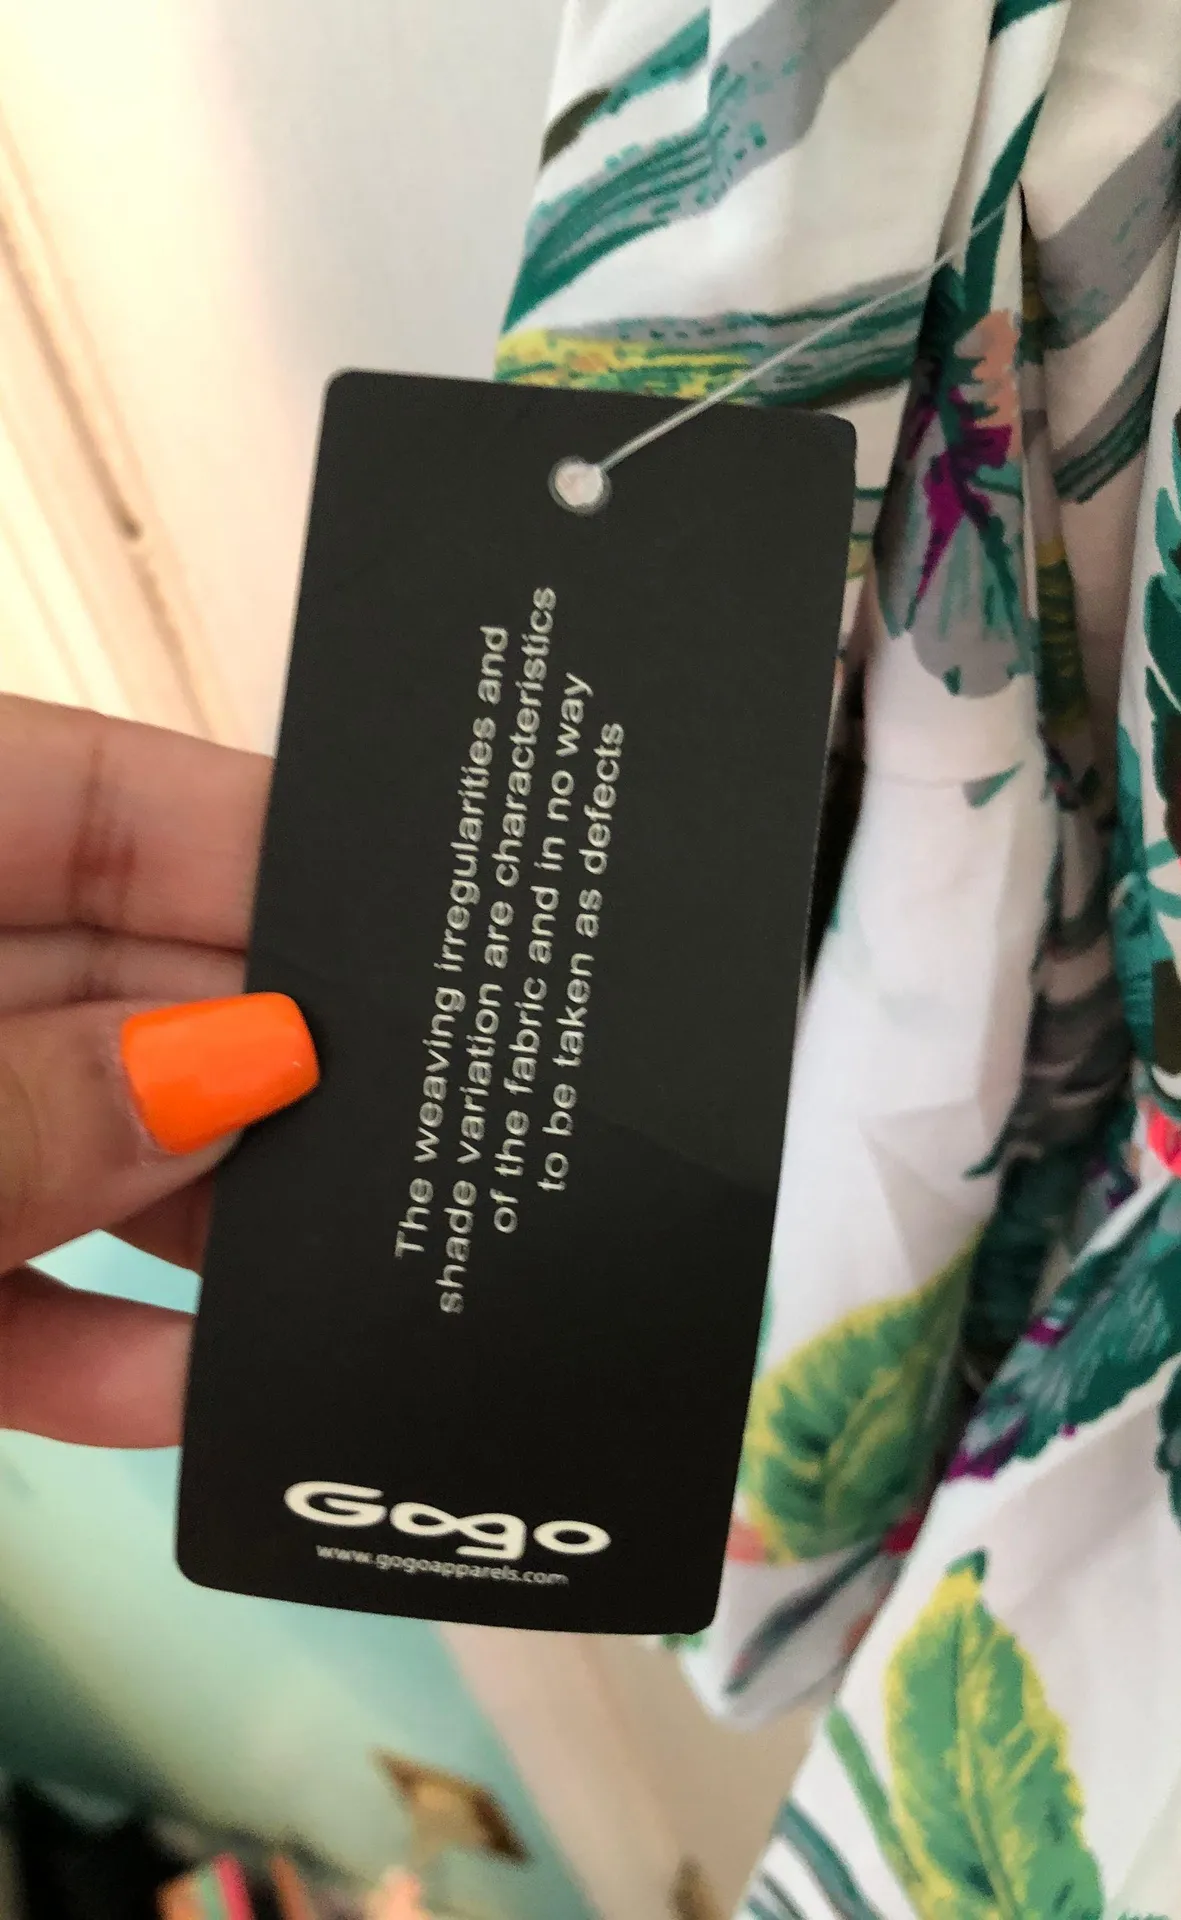 The weaving irregularities and
shade variation are characteristics
of the fabric and in no way
to be taken as defects
Gogo
www.gogoapparels.com